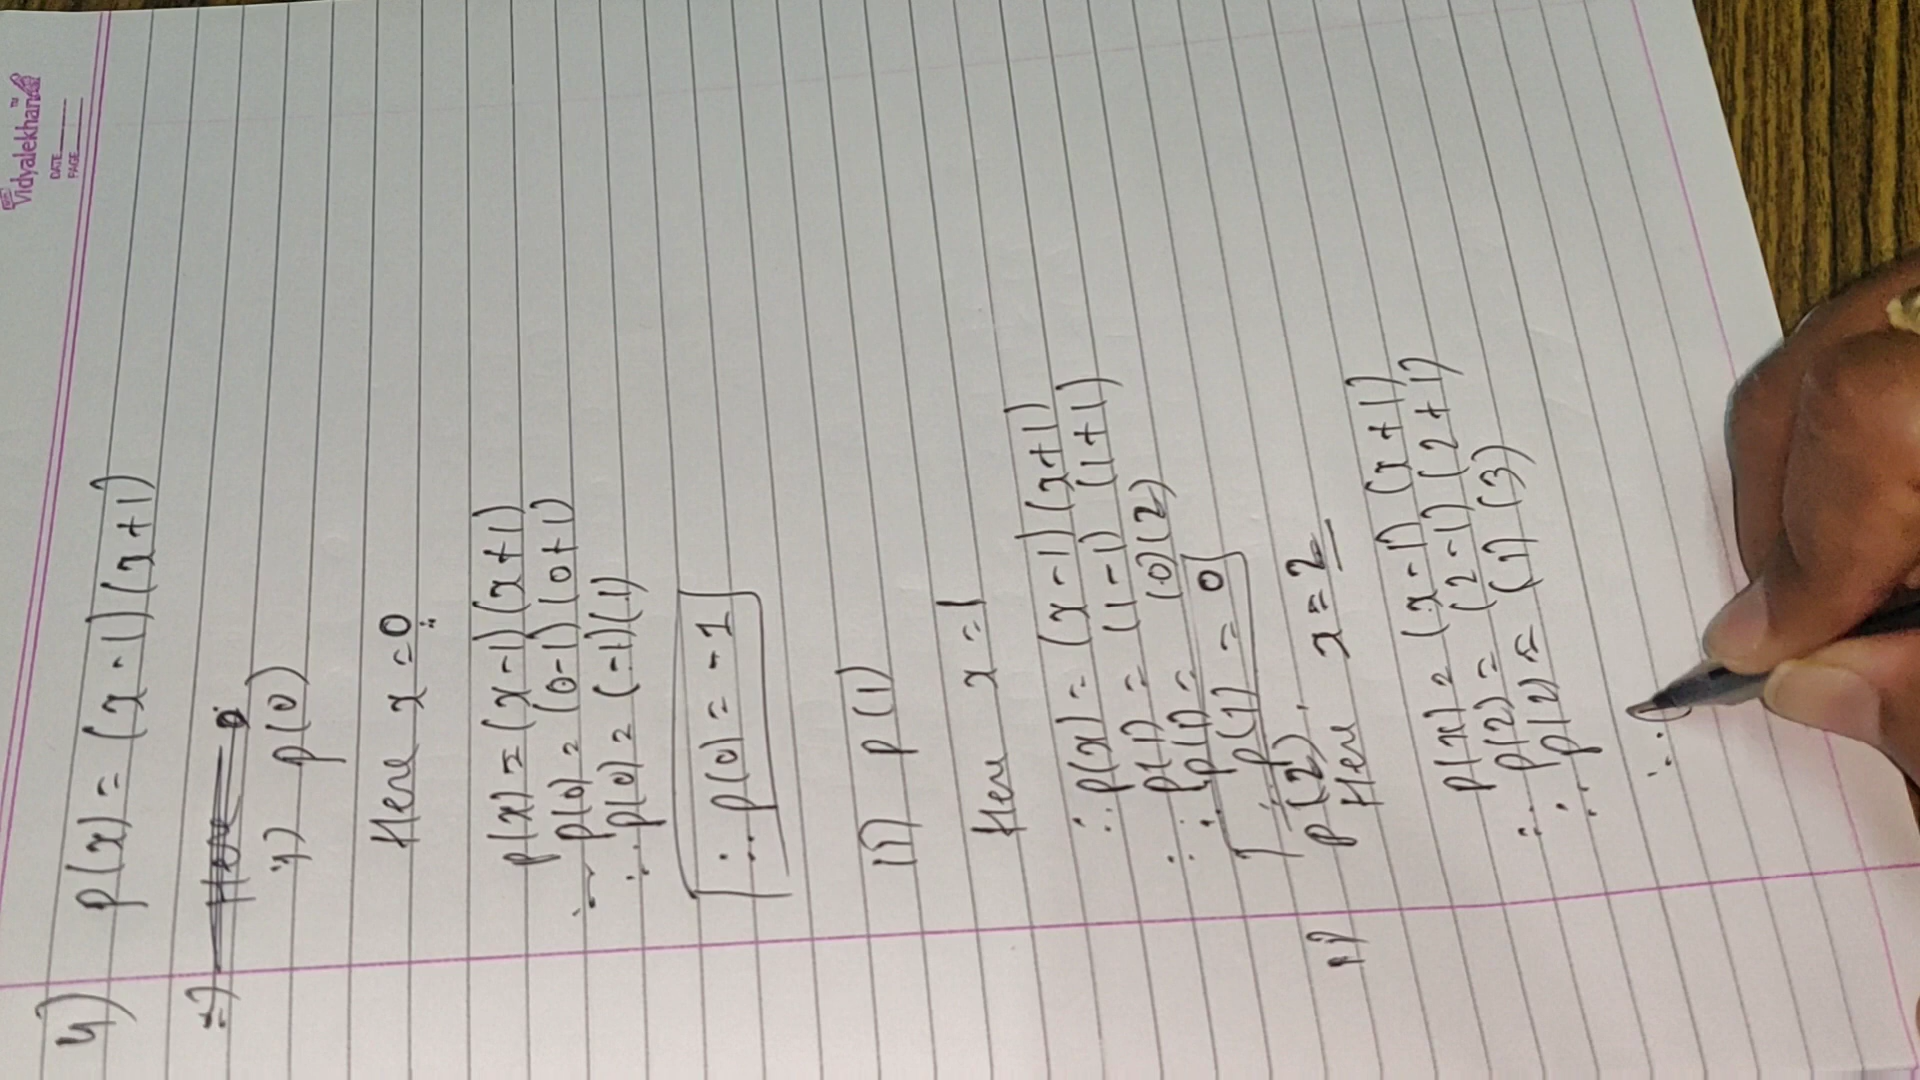 Vidyalekhan™
DATE
PAGE
4) p(x) = (x-1)(x+1)
i) p(0)
Here x=0
p(x) = (x-1)(x+1)
∴ p(0) = (0-1)(0+1)
∴ p(0) = (-1)(1)
∴ p(0) = -1
ii) p(1)
Here x=1
∴ p(x) = (x-1)(x+1)
p(1) = (1-1)(1+1)
∴ p(1) = (0)(2)
∴ p(1) = 0
p(2)
Here x=2
p(x) = (x-1)(x+1)
∴ p(2) = (2-1)(2+1)
∴ p(2) = (1)(3)
∴